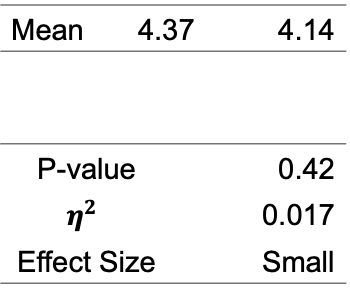 Mean 4.37 4.14
P-value 0.42
η² 0.017
Effect Size Small